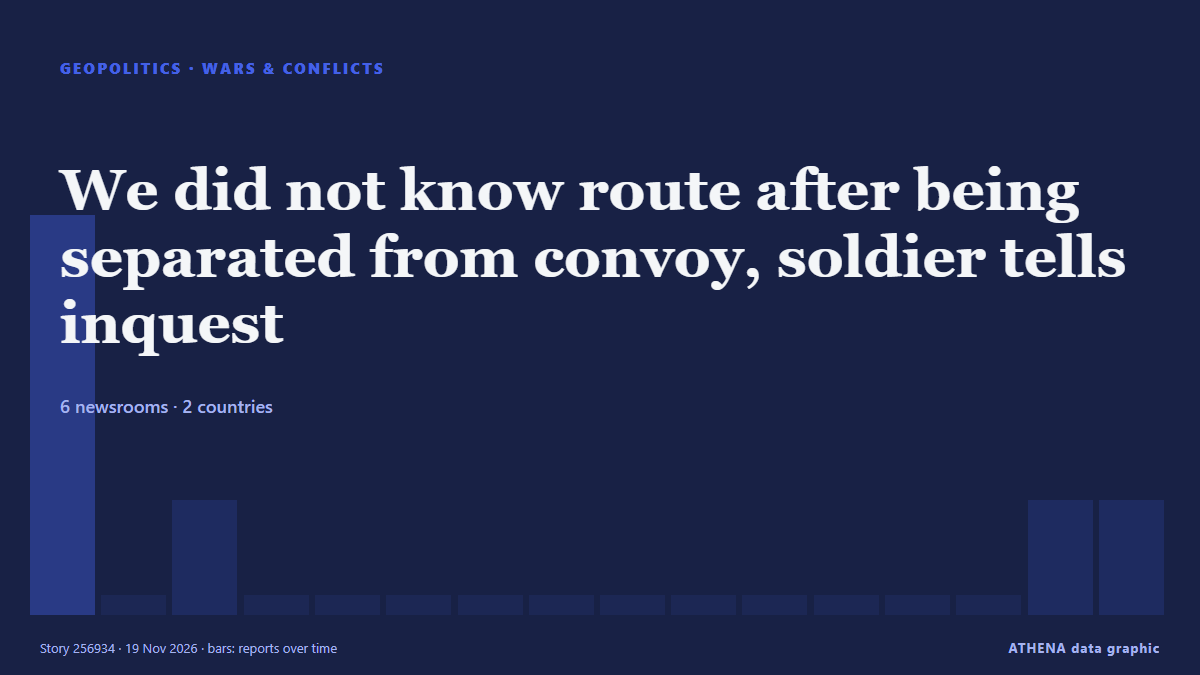 GEOPOLITICS · WARS & CONFLICTS
We did not know route after being
separated from convoy, soldier tells
inquest
6 newsrooms · 2 countries
Story 256934 · 19 Nov 2026 · bars: reports over time
ATHENA data graphic